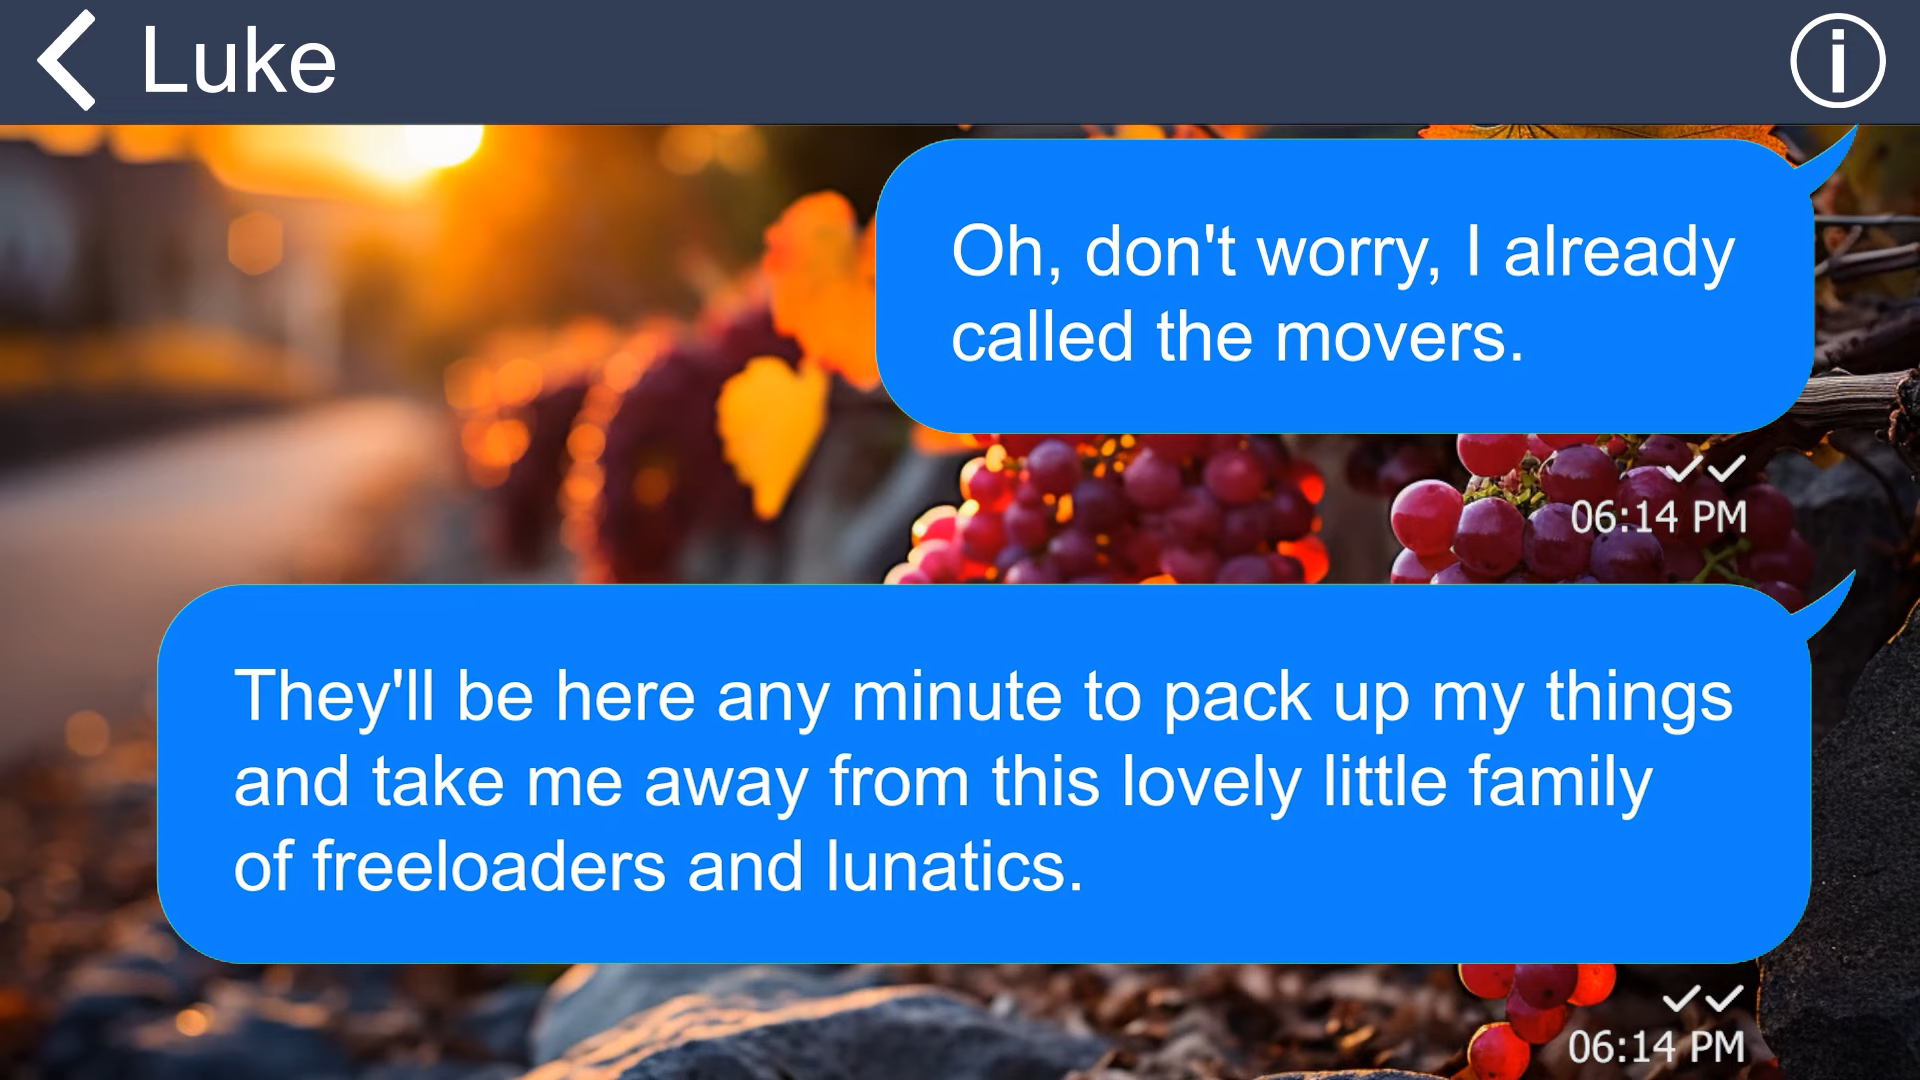 Luke
Oh, don't worry, I already
called the movers.
06:14 PM
They'll be here any minute to pack up my things
and take me away from this lovely little family
of freeloaders and lunatics.
06:14 PM